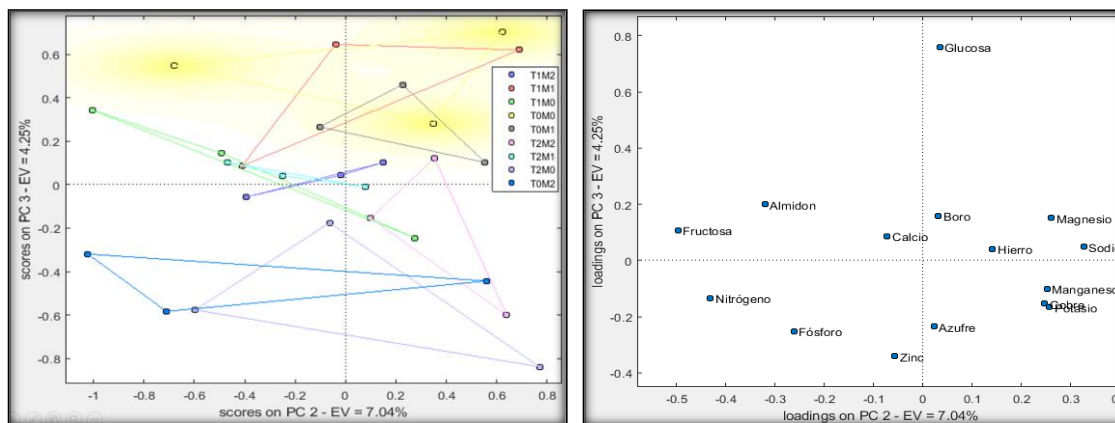 scores on PC 3 - EV = 4.25%
0.6
0.4
0.2
0
-0.2
-0.4
-0.6
-0.8
-1
-0.8
-0.6
-0.4
-0.2
0
0.2
0.4
0.6
0.8
scores on PC 2 - EV = 7.04%
T1M2
T1M1
T1M0
T0M0
T0M1
T2M2
T2M1
T2M0
T0M2
loadings on PC 3 - EV = 4.25%
0.8
0.6
0.4
0.2
0
-0.2
-0.4
-0.5
-0.4
-0.3
-0.2
-0.1
0
0.1
0.2
0.3
loadings on PC 2 - EV = 7.04%
Glucosa
Almidon
Fructosa
Boro
Magnesio
Calcio
Hierro
Sodi
Nitrógeno
Manganeso
Cobre
Potasio
Fósforo
Azufre
Zinc